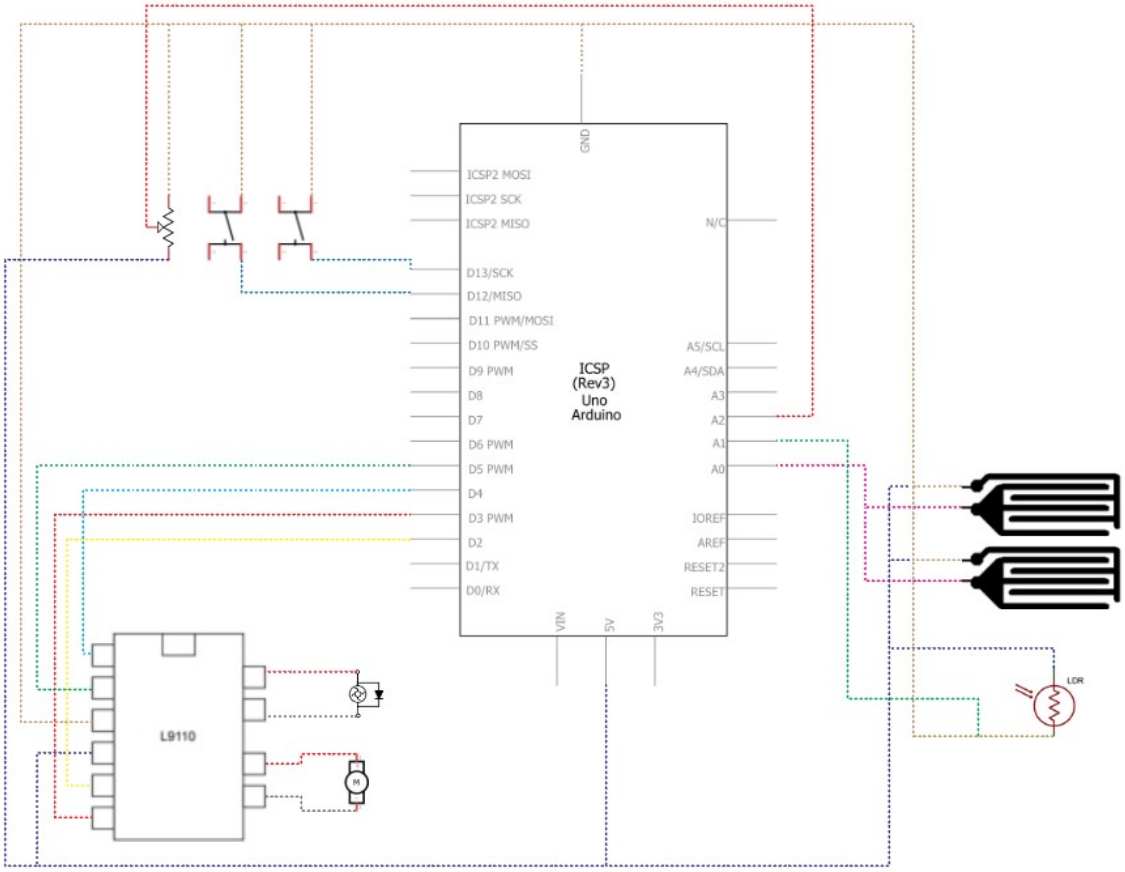 GND
ICSP2 MOSI
ICSP2 SCK
ICSP2 MISO
N/C
D13/SCK
D12/MISO
D11 PWM/MOSI
D10 PWM/SS
A5/SCL
D9 PWM
A4/SDA
ICSP
(Rev3)
Uno
Arduino
D8
A3
D7
A2
D6 PWM
A1
D5 PWM
A0
D4
D3 PWM
IOREF
D2
AREF
D1/TX
RESET2
D0/RX
RESET
VIN
5V
3V3
LDR
L9110
M